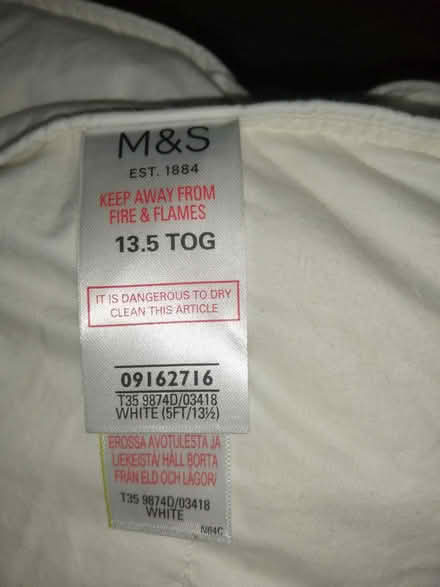 M&S
EST. 1884
KEEP AWAY FROM
FIRE & FLAMES
13.5 TOG
IT IS DANGEROUS TO DRY
CLEAN THIS ARTICLE
09162716
T35 9874D/03418
WHITE (5FT/13½)
EROSSA AVOTULESTA JA
LIEKEISTÄ/ HÅLL BORTA
FRÅN ELD OCH LÅGOR/
T35 9874D/03418
WHITE